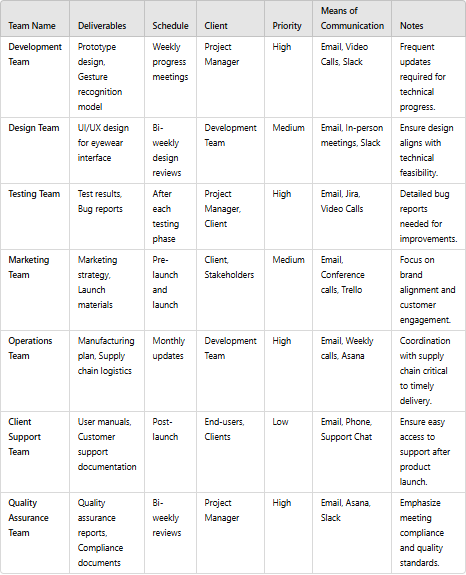 Team Name Deliverables Schedule Client Priority Means of Communication Notes
Development Team Prototype design, Gesture recognition model Weekly progress meetings Project Manager High Email, Video Calls, Slack Frequent updates required for technical progress.
Design Team UI/UX design for eyewear interface Bi-weekly design reviews Development Team Medium Email, In-person meetings, Slack Ensure design aligns with technical feasibility.
Testing Team Test results, Bug reports After each testing phase Project Manager, Client High Email, Jira, Video Calls Detailed bug reports needed for improvements.
Marketing Team Marketing strategy, Launch materials Pre-launch and launch Client, Stakeholders Medium Email, Conference calls, Trello Focus on brand alignment and customer engagement.
Operations Team Manufacturing plan, Supply chain logistics Monthly updates Development Team High Email, Weekly calls, Asana Coordination with supply chain critical to timely delivery.
Client Support Team User manuals, Customer support documentation Post-launch End-users, Clients Low Email, Phone, Support Chat Ensure easy access to support after product launch.
Quality Assurance Team Quality assurance reports, Compliance documents Bi-weekly reviews Project Manager High Email, Asana, Slack Emphasize meeting compliance and quality standards.